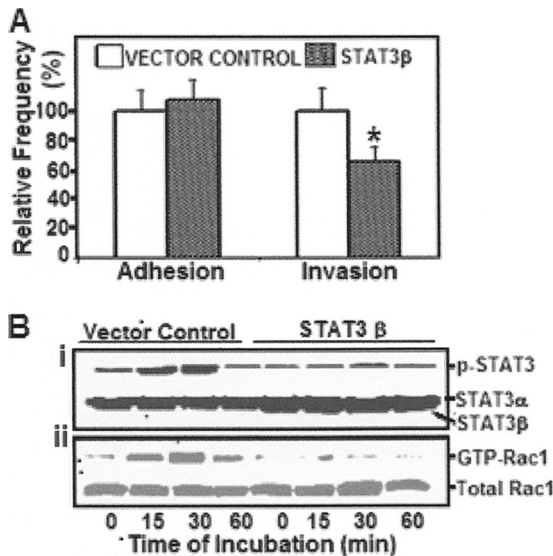 A
VECTOR CONTROL STAT3β
Relative Frequency (%)
100
80
60
40
20
0
*
Adhesion Invasion
B
Vector Control STAT3 β
i
p-STAT3
STAT3α
STAT3β
ii
GTP-Rac1
Total Rac1
0 15 30 60 0 15 30 60
Time of Incubation (min)